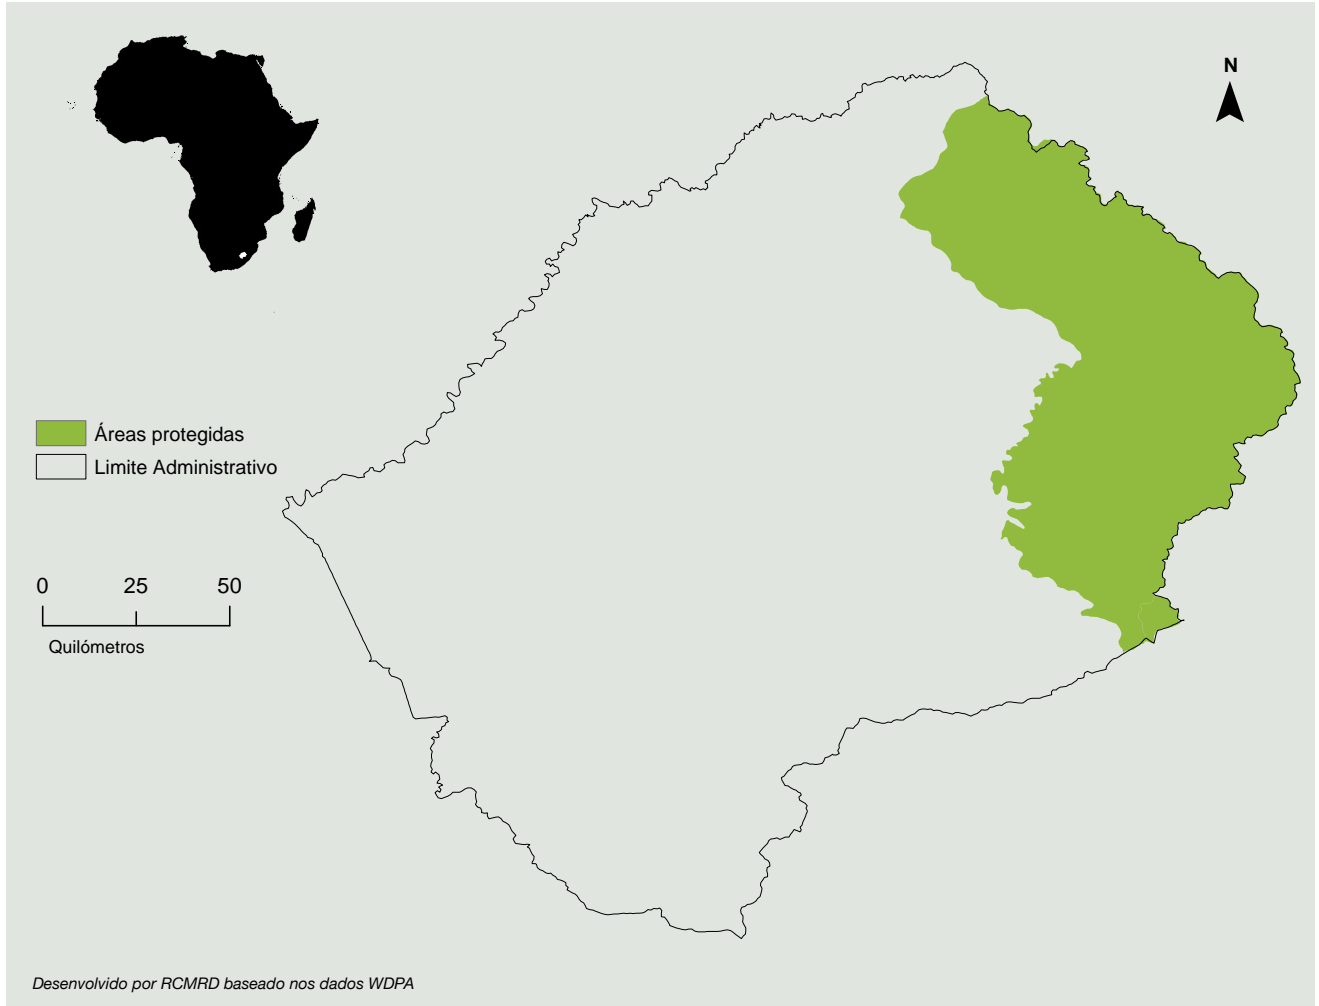 N
Áreas protegidas
Limite Administrativo
0 25 50
Quilómetros
Desenvolvido por RCMRD baseado nos dados WDPA